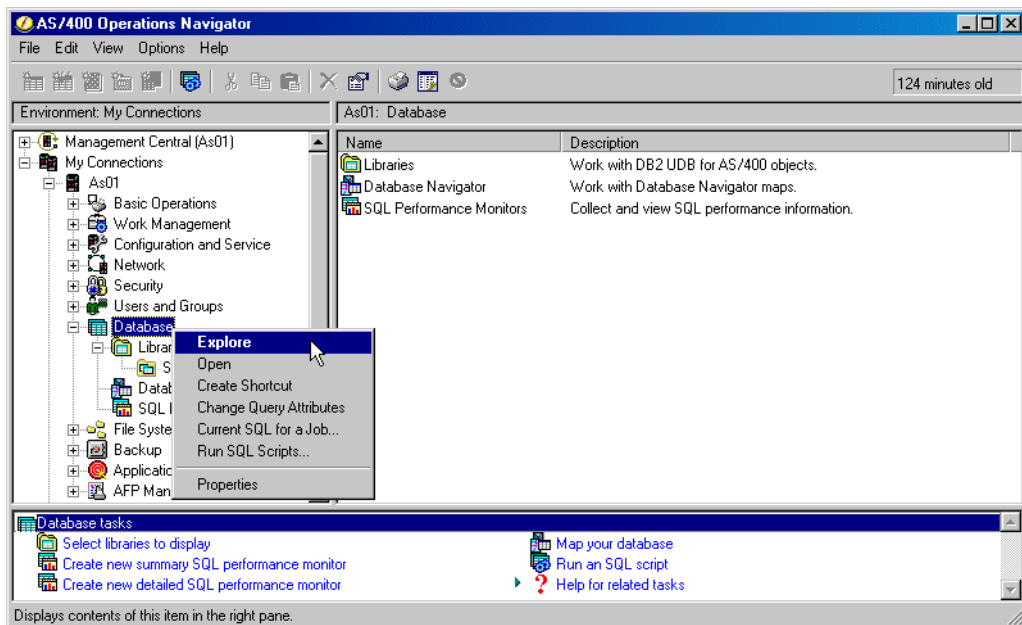 AS/400 Operations Navigator
File Edit View Options Help
124 minutes old
Environment: My Connections
As01: Database
Management Central (As01)
My Connections
As01
Basic Operations
Work Management
Configuration and Service
Network
Security
Users and Groups
Database
Librar
S
Datab
SQL
File Syste
Backup
Applicatio
AFP Man
Explore
Open
Create Shortcut
Change Query Attributes
Current SQL for a Job...
Run SQL Scripts...
Properties
Name Description
Libraries Work with DB2 UDB for AS/400 objects.
Database Navigator Work with Database Navigator maps.
SQL Performance Monitors Collect and view SQL performance information.
Database tasks
Select libraries to display
Create new summary SQL performance monitor
Create new detailed SQL performance monitor
Map your database
Run an SQL script
Help for related tasks
Displays contents of this item in the right pane.